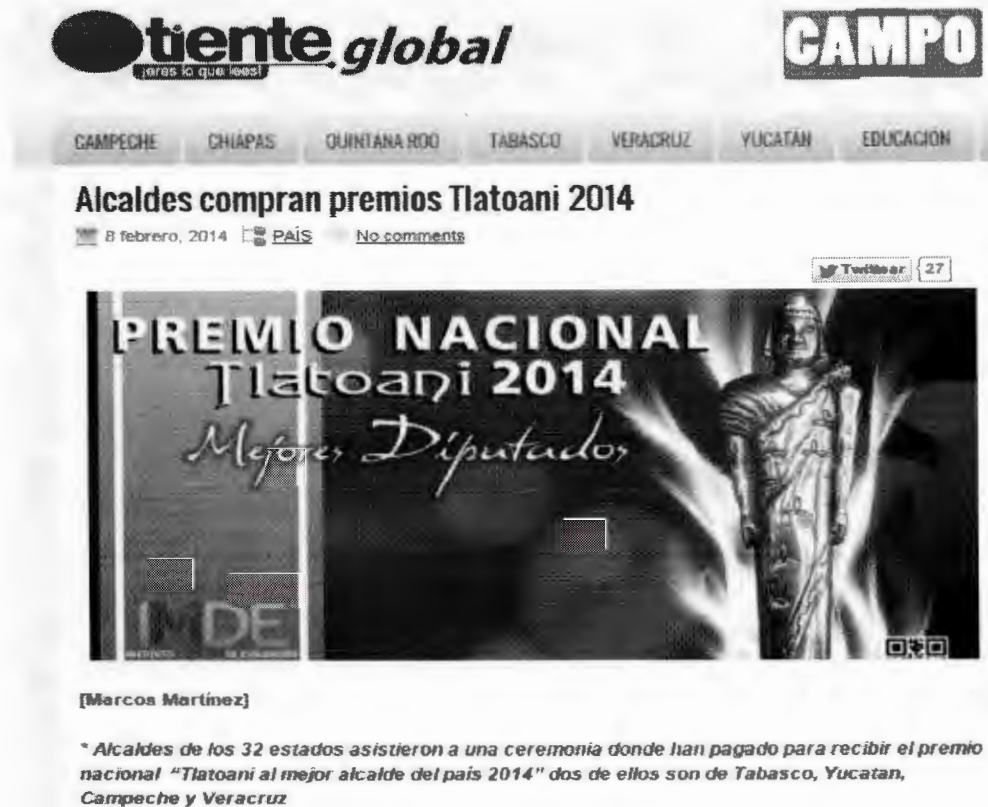 tiente global
¡eres lo que lees!
CAMPO
CAMPECHE CHIAPAS QUINTANA ROO TABASCO VERACRUZ YUCATÁN EDUCACION
Alcaldes compran premios Tlatoani 2014
8 febrero, 2014 PAÍS No comments
Twittear 27
PREMIO NACIONAL
Tlatoani 2014
Mejores Diputados
[Marcos Martínez]
* Alcaldes de los 32 estados asistieron a una ceremonia donde han pagado para recibir el premio
nacional "Tlatoani al mejor alcalde del pais 2014" dos de ellos son de Tabasco, Yucatan,
Campeche y Veracruz